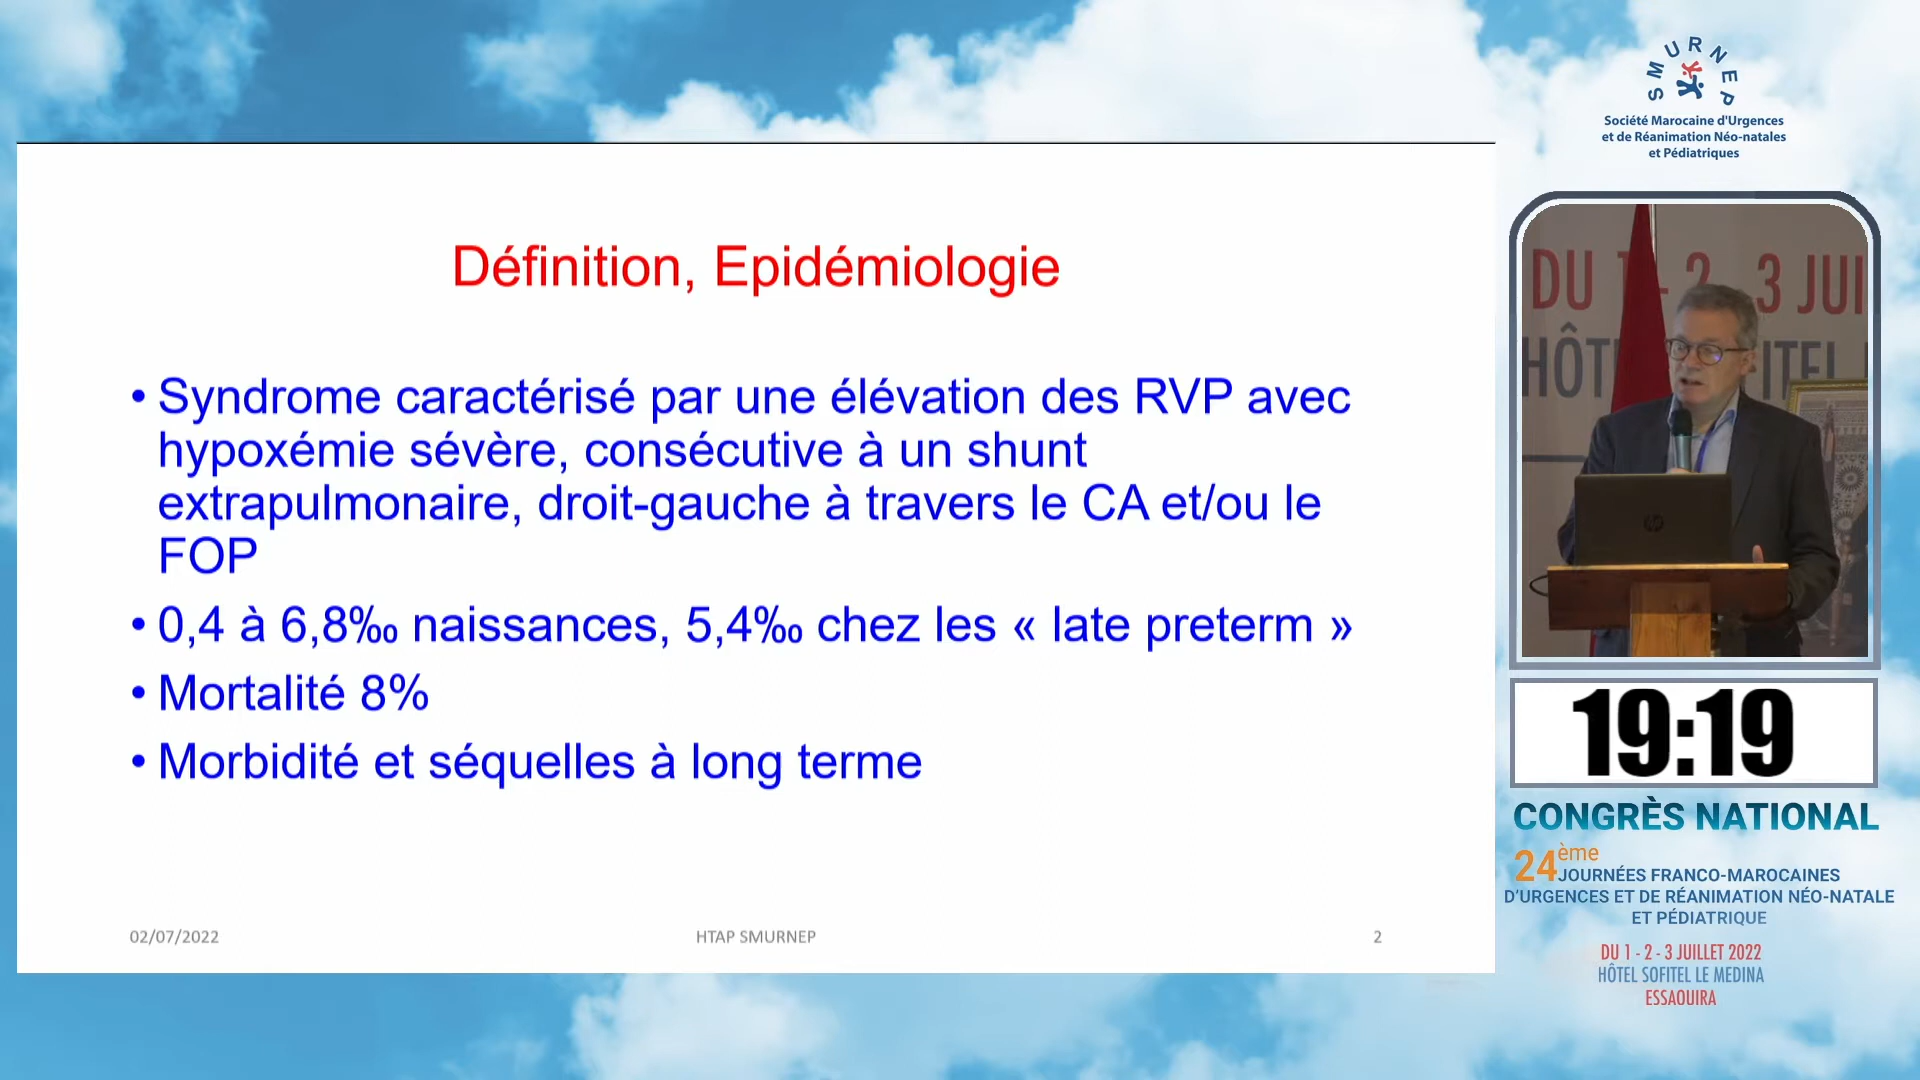 Définition, Epidémiologie
• Syndrome caractérisé par une élévation des RVP avec
hypoxémie sévère, consécutive à un shunt
extrapulmonaire, droit-gauche à travers le CA et/ou le
FOP
• 0,4 à 6,8‰ naissances, 5,4‰ chez les « late preterm »
• Mortalité 8%
• Morbidité et séquelles à long terme
02/07/2022
HTAP SMURNEP
2
SMURNEP
Société Marocaine d'Urgences
et de Réanimation Néo-natales
et Pédiatriques
DU 1 - 2 - 3 JUI
HÔT ITEL
hp
19:19
CONGRÈS NATIONAL
24ème
JOURNÉES FRANCO-MAROCAINES
D'URGENCES ET DE RÉANIMATION NÉO-NATALE
ET PÉDIATRIQUE
DU 1 - 2 - 3 JUILLET 2022
HÔTEL SOFITEL LE MEDINA
ESSAOUIRA